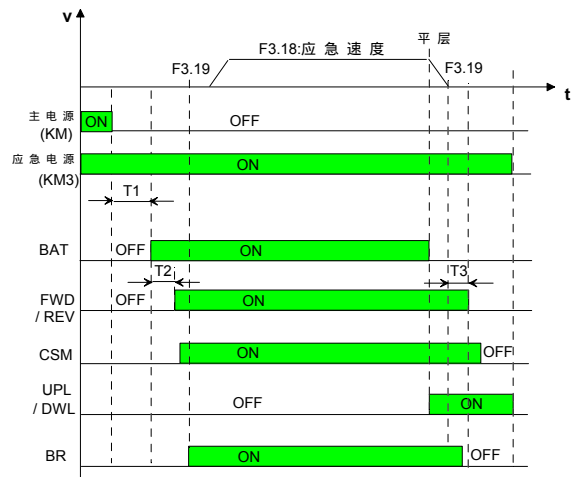 v
平层
F3.18:应急速度
F3.19
F3.19
t
主电源
(KM)
ON
OFF
应急电源
(KM3)
ON
T1
BAT
OFF
ON
T2
T3
FWD
/ REV
OFF
ON
CSM
ON
OFF
UPL
/ DWL
OFF
ON
BR
ON
OFF